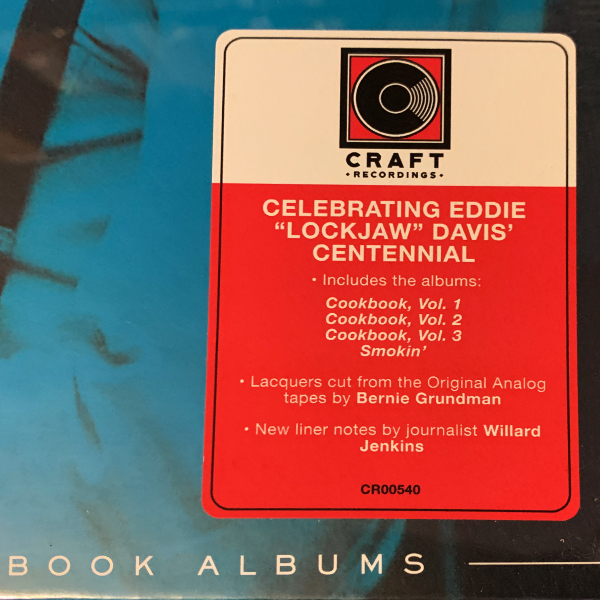 CRAFT
• RECORDINGS •
CELEBRATING EDDIE
“LOCKJAW” DAVIS’
CENTENNIAL
• Includes the albums:
Cookbook, Vol. 1
Cookbook, Vol. 2
Cookbook, Vol. 3
Smokin’
• Lacquers cut from the Original Analog
tapes by Bernie Grundman
• New liner notes by journalist Willard
Jenkins
CR00540
BOOK ALBUMS